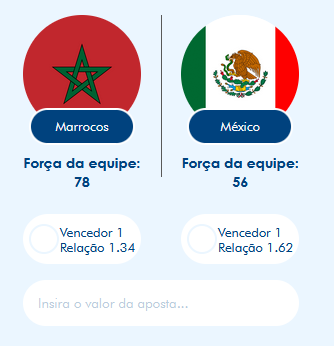 Marrocos
México
Força da equipe:
78
Força da equipe:
56
Vencedor 1
Relação 1.34
Vencedor 1
Relação 1.62
Insira o valor da aposta...